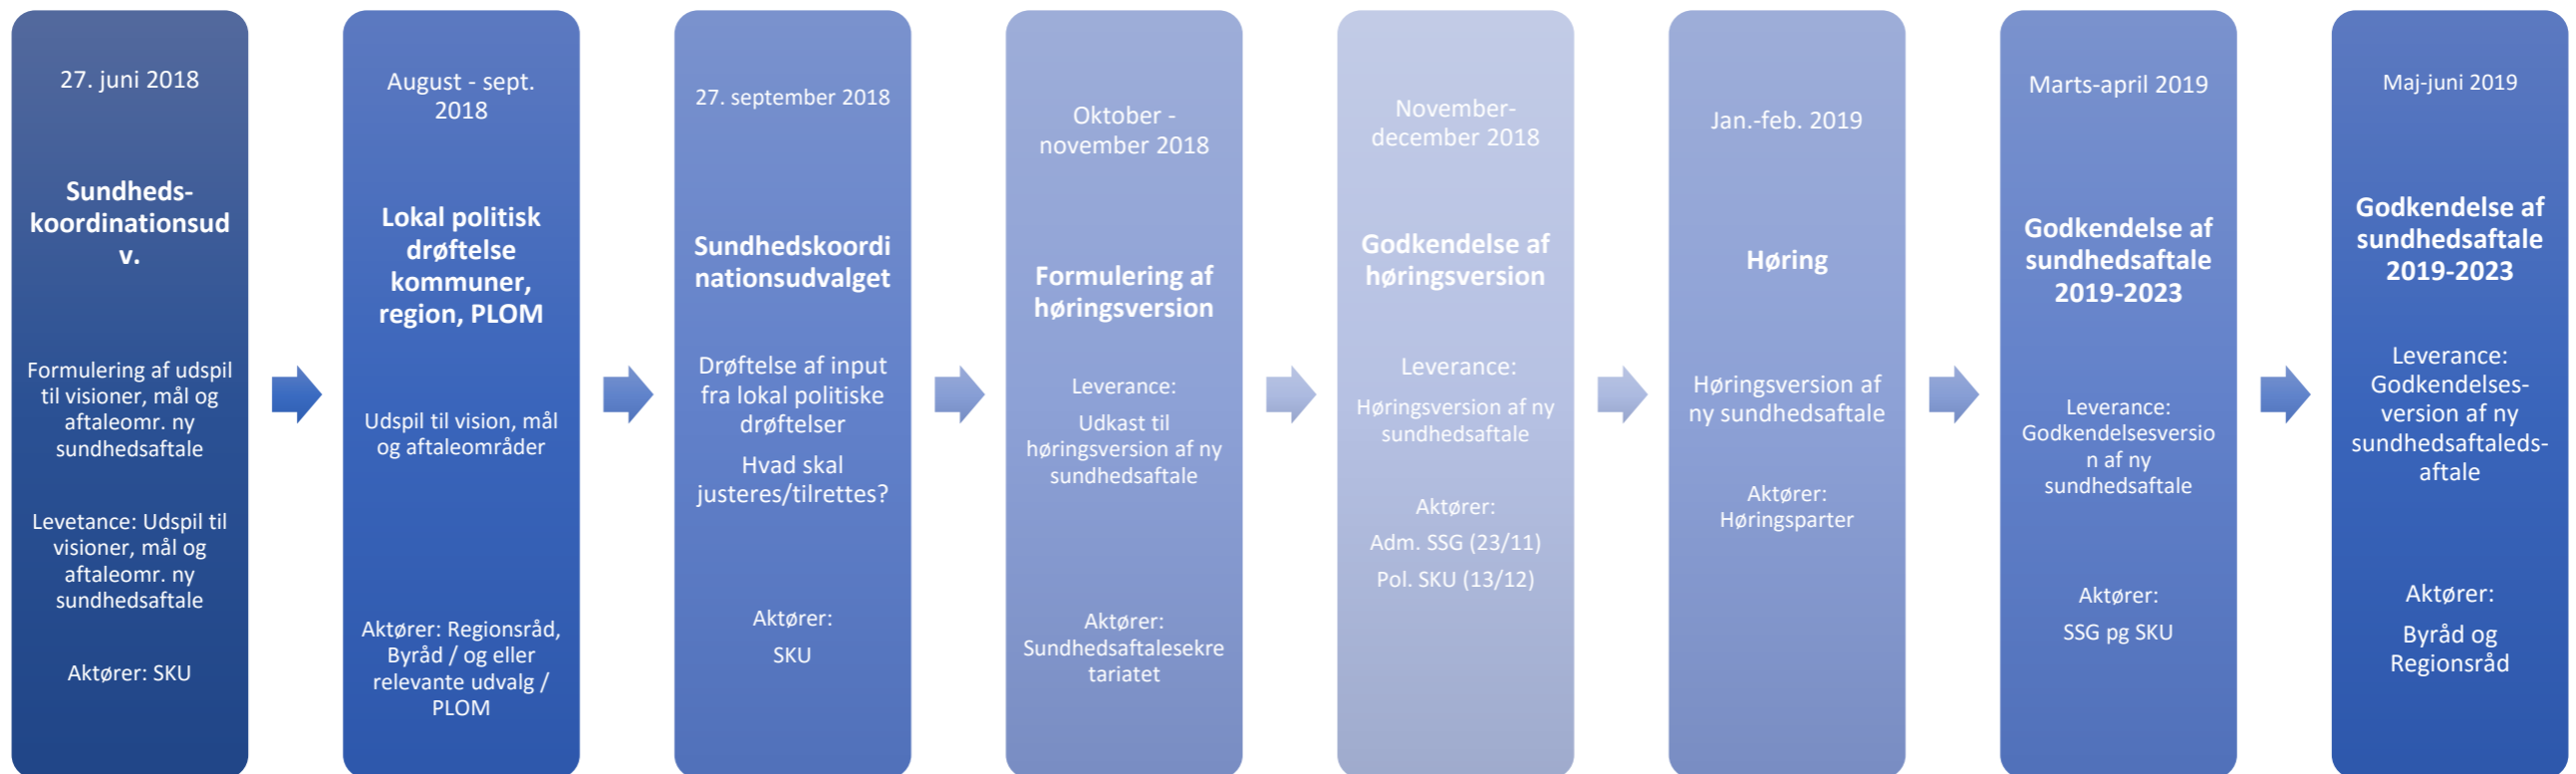 27. juni 2018
Sundheds-
koordinationsud
v.
Formulering af udspil
til visioner, mål og
aftaleomr. ny
sundhedsaftale
Levetance: Udspil til
visioner, mål og
aftaleomr. ny
sundhedsaftale
Aktører: SKU
August - sept.
2018
Lokal politisk
drøftelse
kommuner,
region, PLOM
Udspil til vision, mål
og aftaleområder
Aktører: Regionsråd,
Byråd / og eller
relevante udvalg /
PLOM
27. september 2018
Sundhedskoordi
nationsudvalget
Drøftelse af input
fra lokal politiske
drøftelser
Hvad skal
justeres/tilrettes?
Aktører:
SKU
Oktober -
november 2018
Formulering af
høringsversion
Leverance:
Udkast til
høringsversion af ny
sundhedsaftale
Aktører:
Sundhedsaftalesekre
tariatet
November-
december 2018
Godkendelse af
høringsversion
Leverance:
Høringsversion af ny
sundhedsaftale
Aktører:
Adm. SSG (23/11)
Pol. SKU (13/12)
Jan.-feb. 2019
Høring
Høringsversion af
ny sundhedsaftale
Aktører:
Høringsparter
Marts-april 2019
Godkendelse af
sundhedsaftale
2019-2023
Leverance:
Godkendelsesversio
n af ny
sundhedsaftale
Aktører:
SSG pg SKU
Maj-juni 2019
Godkendelse af
sundhedsaftale
2019-2023
Leverance:
Godkendelses-
version af ny
sundhedsaftaleds-
aftale
Aktører:
Byråd og
Regionsråd